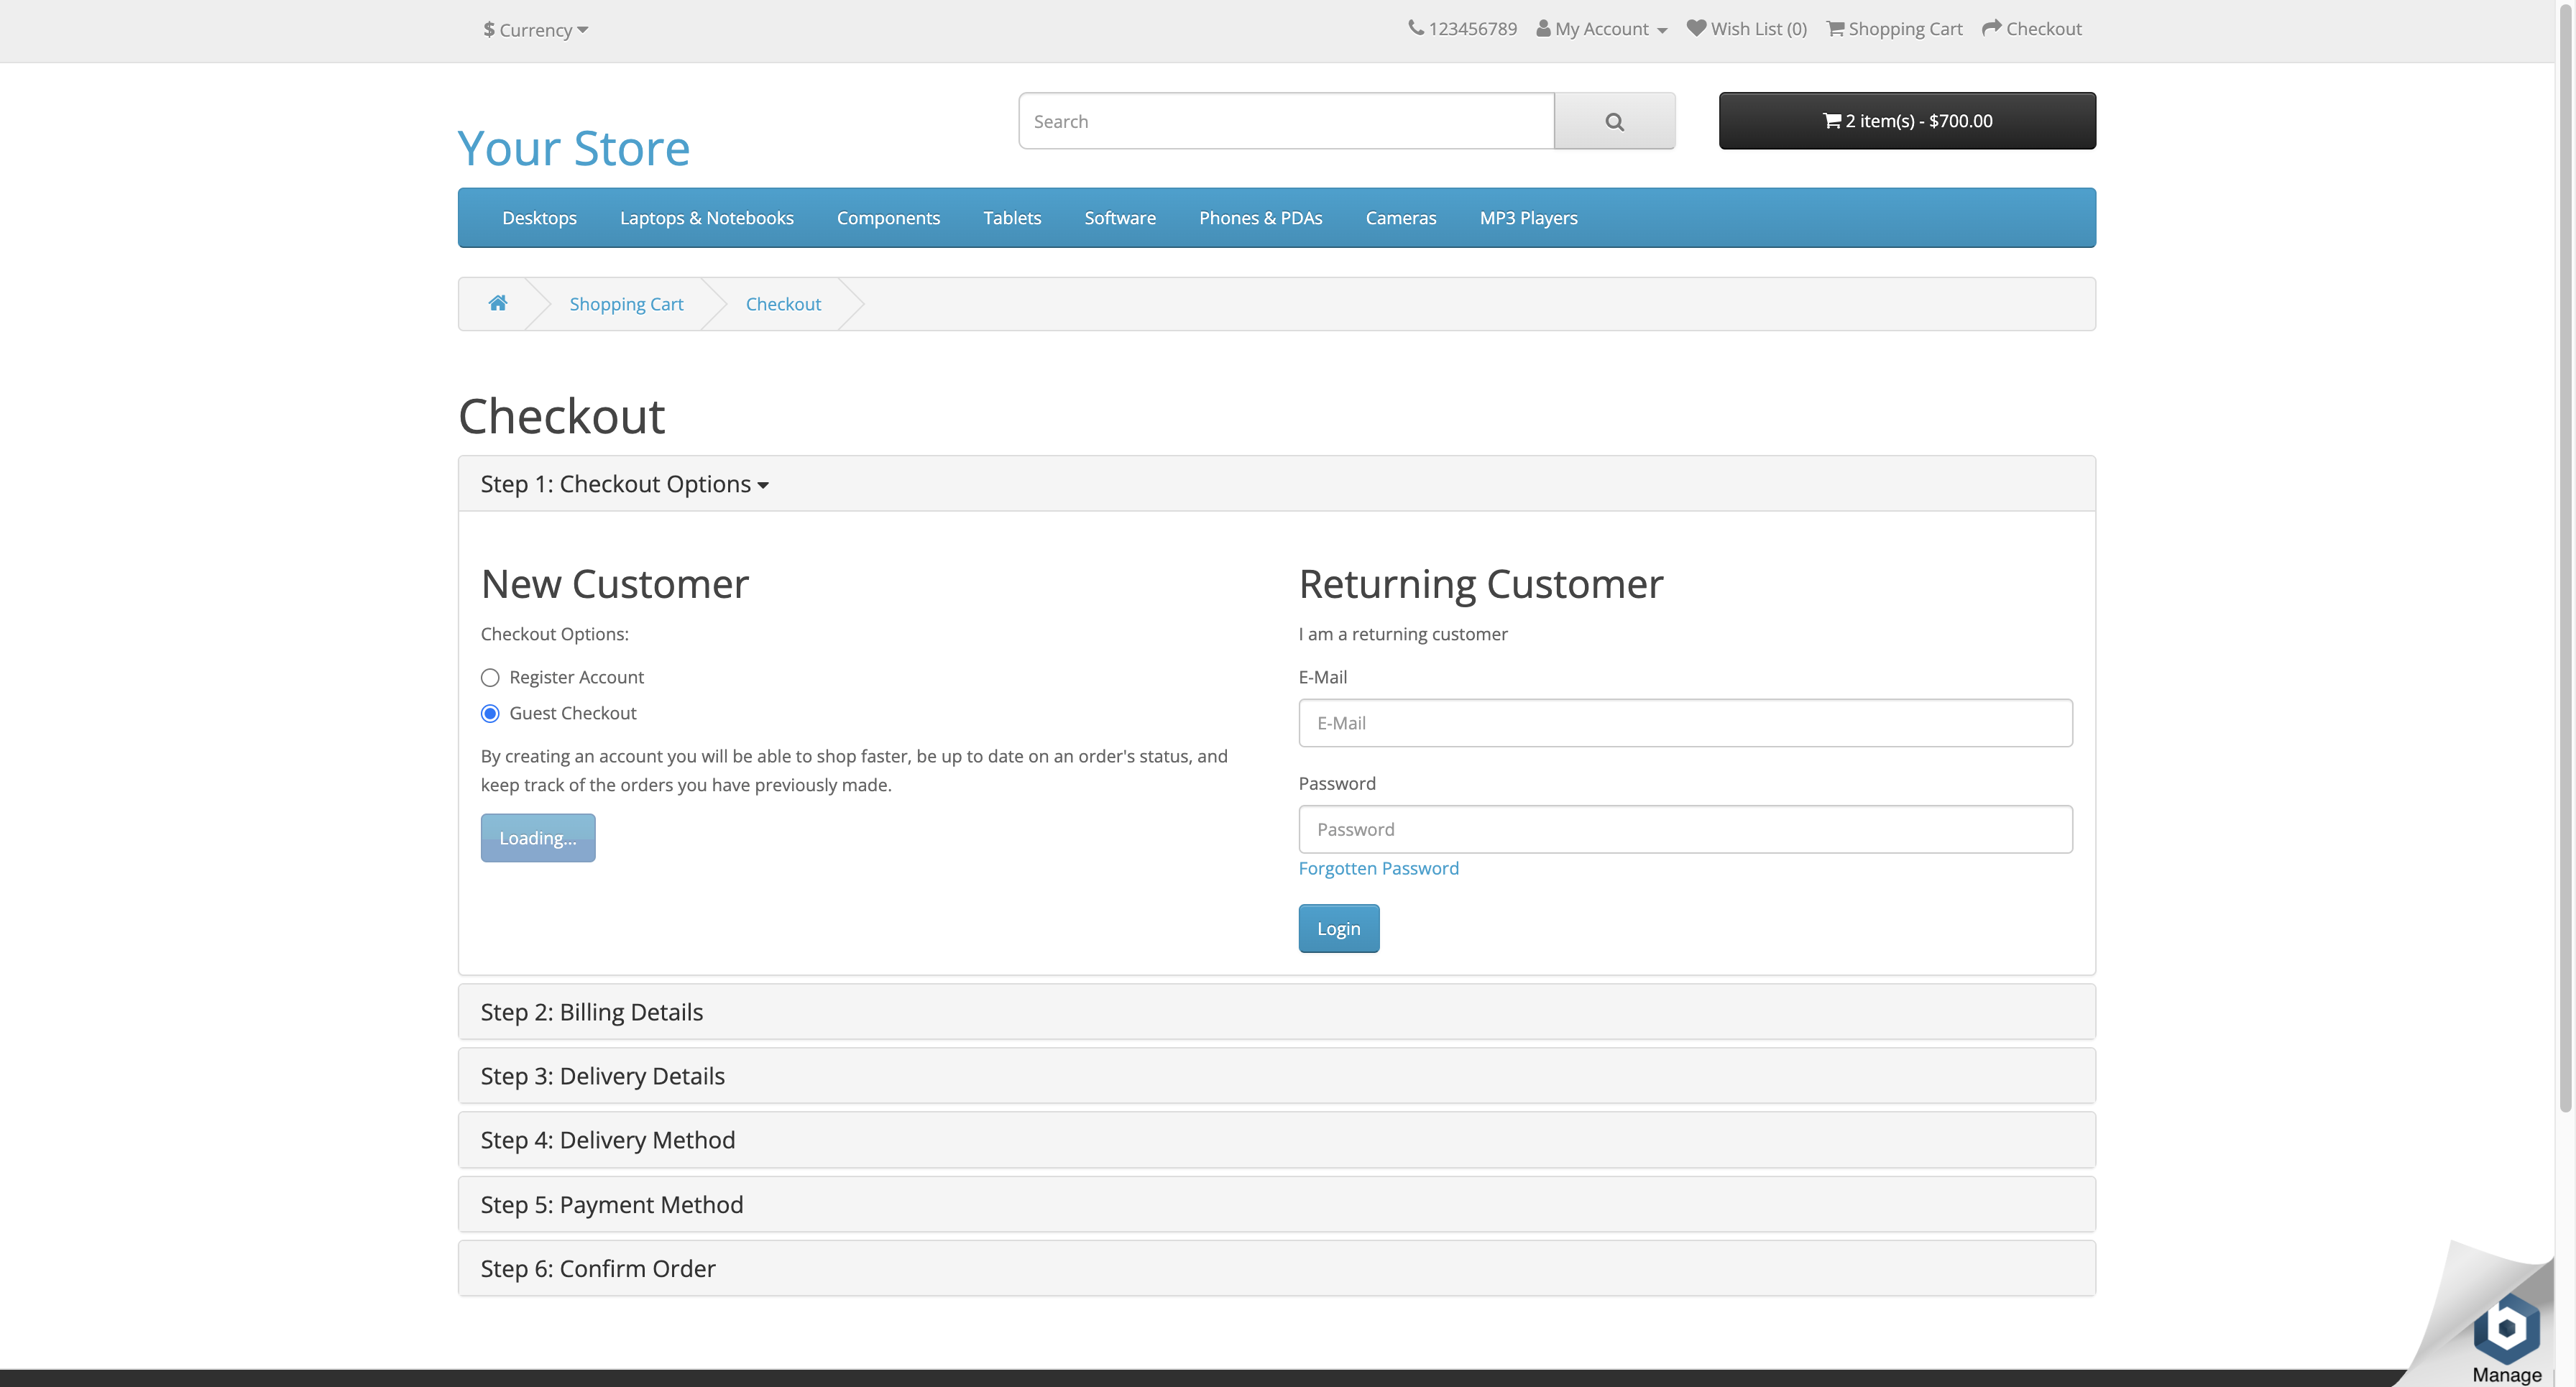 $ Currency
123456789 My Account Wish List (0) Shopping Cart Checkout
Your Store
Search
2 item(s) - $700.00
Desktops Laptops & Notebooks Components Tablets Software Phones & PDAs Cameras MP3 Players
Shopping Cart Checkout
Checkout
Step 1: Checkout Options
New Customer
Checkout Options:
Register Account
Guest Checkout
By creating an account you will be able to shop faster, be up to date on an order's status, and
keep track of the orders you have previously made.
Loading...
Returning Customer
I am a returning customer
E-Mail
E-Mail
Password
Password
Forgotten Password
Login
Step 2: Billing Details
Step 3: Delivery Details
Step 4: Delivery Method
Step 5: Payment Method
Step 6: Confirm Order
b
Manage